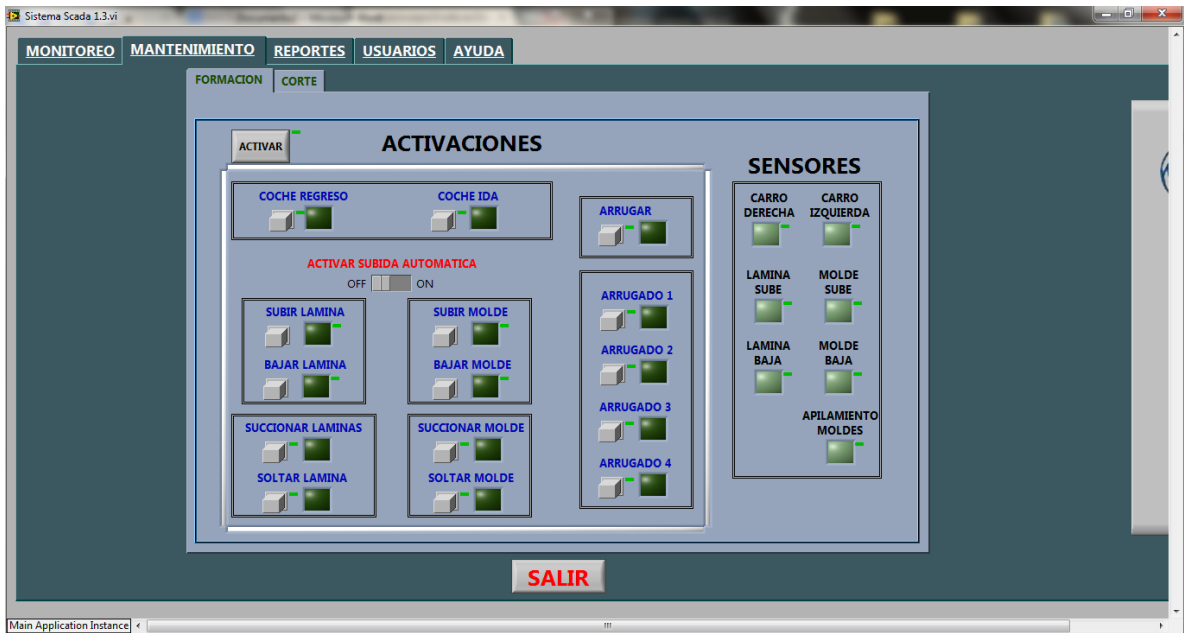 Sistema Scada 1.3.vi
MONITOREO MANTENIMIENTO REPORTES USUARIOS AYUDA
FORMACION CORTE
ACTIVAR
ACTIVACIONES
COCHE REGRESO COCHE IDA
ARRUGAR
ACTIVAR SUBIDA AUTOMATICA
OFF ON
SUBIR LAMINA SUBIR MOLDE
BAJAR LAMINA BAJAR MOLDE
SUCCIONAR LAMINAS SUCCIONAR MOLDE
SOLTAR LAMINA SOLTAR MOLDE
ARRUGADO 1
ARRUGADO 2
ARRUGADO 3
ARRUGADO 4
SENSORES
CARRO DERECHA
CARRO IZQUIERDA
LAMINA SUBE
MOLDE SUBE
LAMINA BAJA
MOLDE BAJA
APILAMIENTO MOLDES
SALIR
Main Application Instance